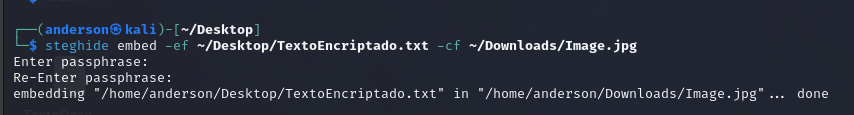 ┌──(anderson㉿kali)-[~/Desktop]
└─$ steghide embed -ef ~/Desktop/TextoEncriptado.txt -cf ~/Downloads/Image.jpg
Enter passphrase:
Re-Enter passphrase:
embedding "/home/anderson/Desktop/TextoEncriptado.txt" in "/home/anderson/Downloads/Image.jpg"... done